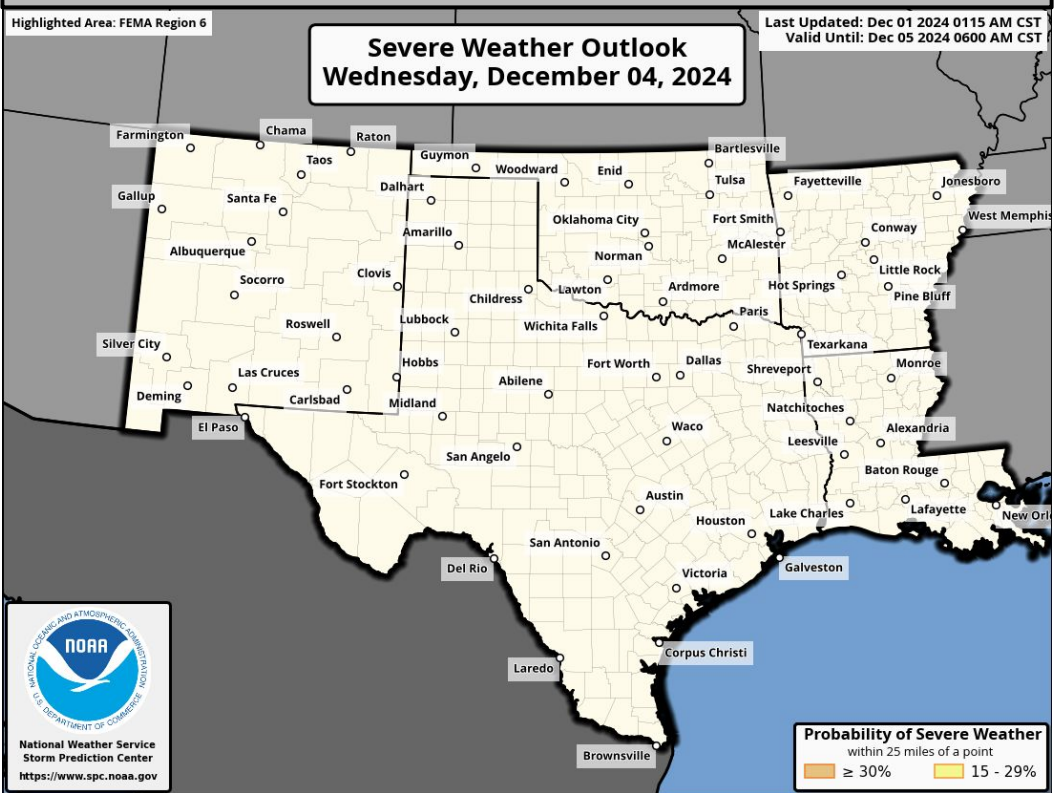 Highlighted Area: FEMA Region 6
Last Updated: Dec 01 2024 0115 AM CST
Valid Until: Dec 05 2024 0600 AM CST
Severe Weather Outlook
Wednesday, December 04, 2024
Farmington
Chama
Raton
Taos
Guymon
Woodward
Enid
Bartlesville
Tulsa
Fayetteville
Jonesboro
Gallup
Santa Fe
Dalhart
Oklahoma City
Fort Smith
West Memphis
Albuquerque
Amarillo
Norman
McAlester
Conway
Socorro
Clovis
Childress
Lawton
Ardmore
Hot Springs
Little Rock
Pine Bluff
Roswell
Lubbock
Wichita Falls
Paris
Texarkana
Silver City
Las Cruces
Hobbs
Fort Worth
Dallas
Shreveport
Monroe
Deming
Carlsbad
Midland
Abilene
Natchitoches
El Paso
San Angelo
Waco
Leesville
Alexandria
Fort Stockton
Austin
Baton Rouge
Houston
Lake Charles
Lafayette
New Orl
Del Rio
San Antonio
Victoria
Galveston
Laredo
Corpus Christi
Brownsville
NATIONAL OCEANIC AND ATMOSPHERIC ADMINISTRATION
NOAA
U.S. DEPARTMENT OF COMMERCE
National Weather Service
Storm Prediction Center
https://www.spc.noaa.gov
Probability of Severe Weather
within 25 miles of a point
≥ 30%
15 - 29%